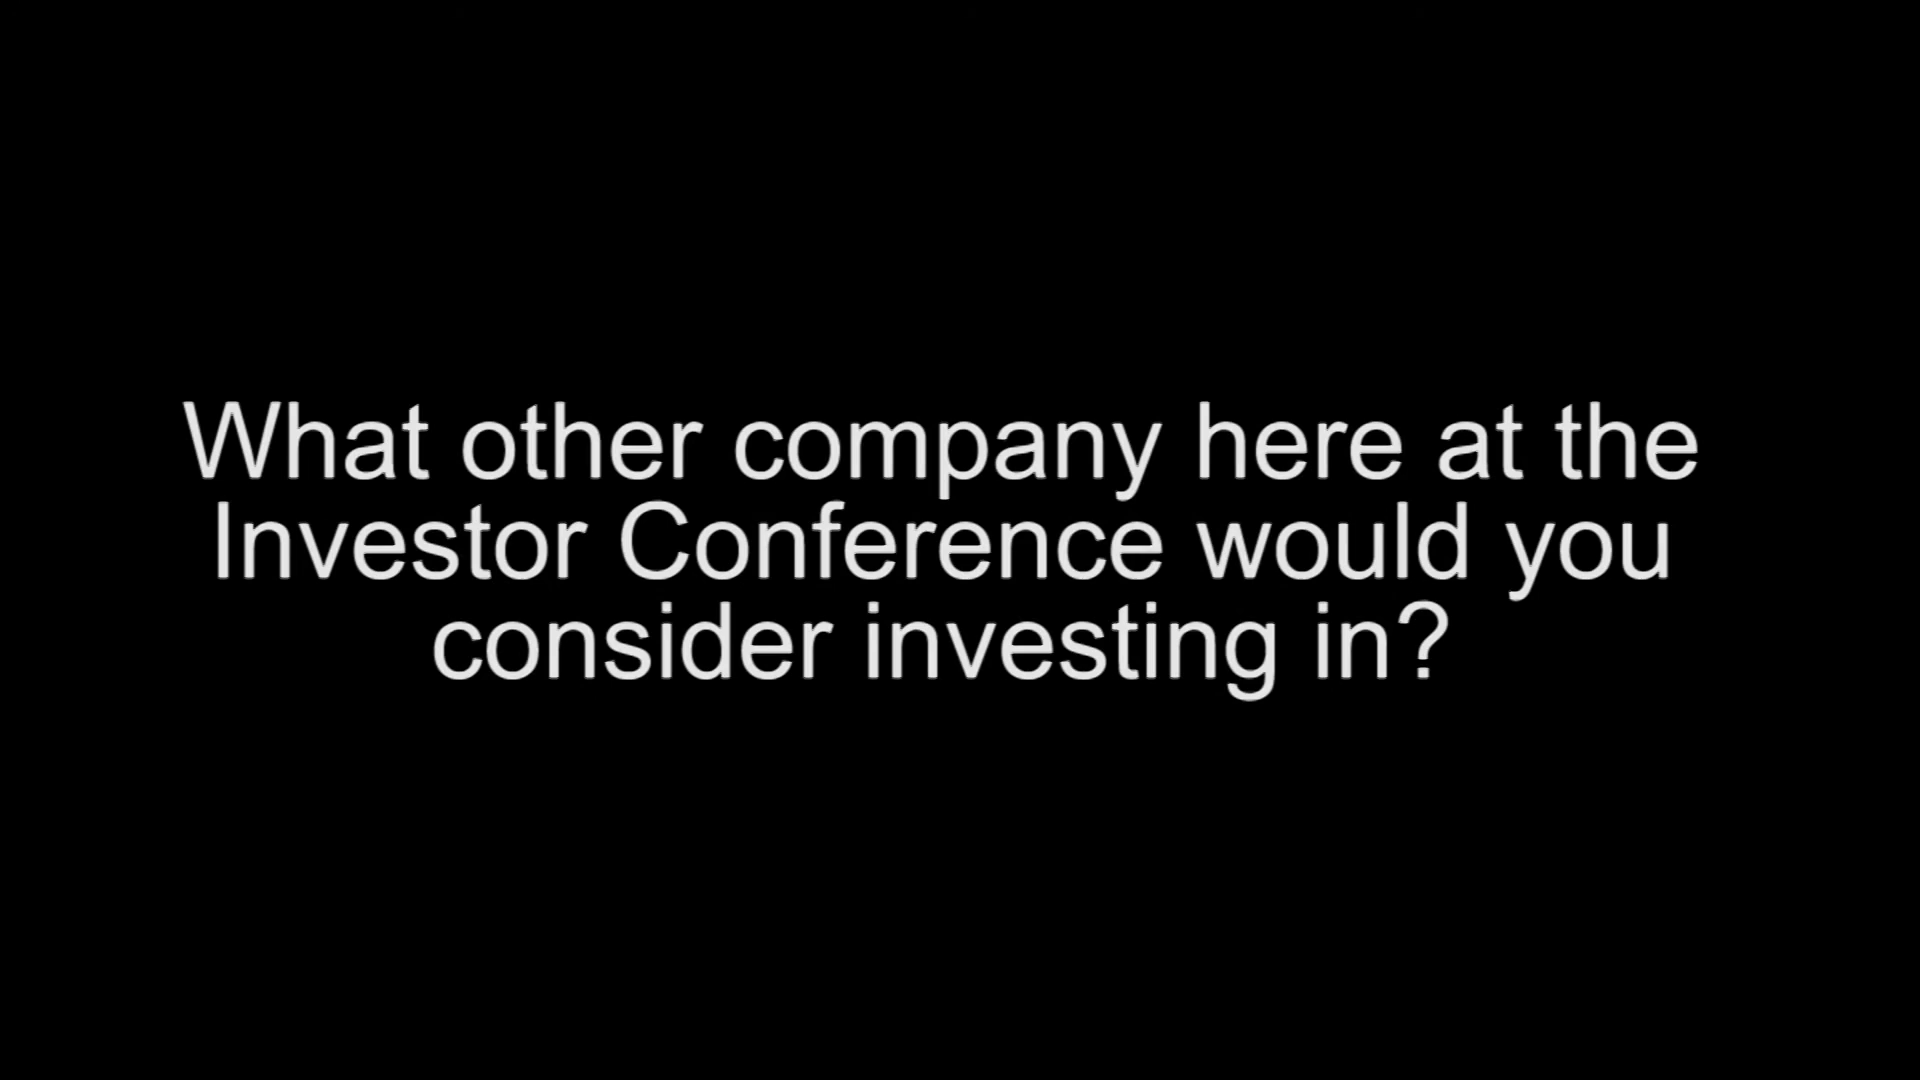 What other company here at the
Investor Conference would you
consider investing in?